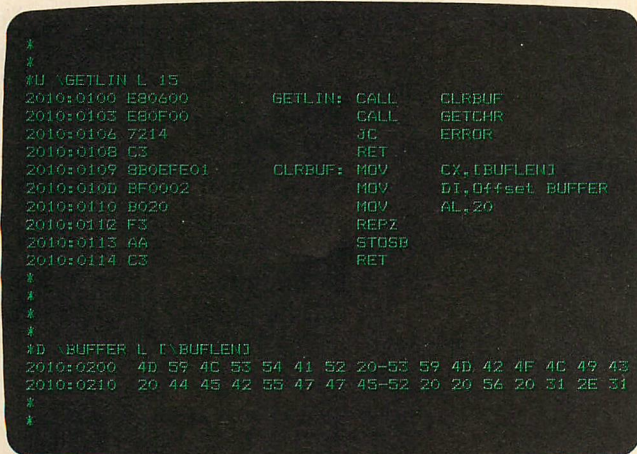 *
*
*U \GETLIN L 15
2010:0100 E80600 GETLIN: CALL CLRBUF
2010:0103 E80F00 CALL GETCHR
2010:0106 7214 JC ERROR
2010:0108 C3 RET
2010:0109 8B0EFE01 CLRBUF: MOV CX,[BUFLEN]
2010:010D BF0002 MOV DI,Offset BUFFER
2010:0110 B020 MOV AL,20
2010:0112 F3 REPZ
2010:0113 AA STOSB
2010:0114 C3 RET
*
*
*
*
*D \BUFFER L [\BUFLEN]
2010:0200 4D 59 4C 53 54 41 52 20-53 59 4D 42 4F 4C 49 43
2010:0210 20 44 45 42 55 47 47 45-52 20 20 56 20 31 2E 31
*
*